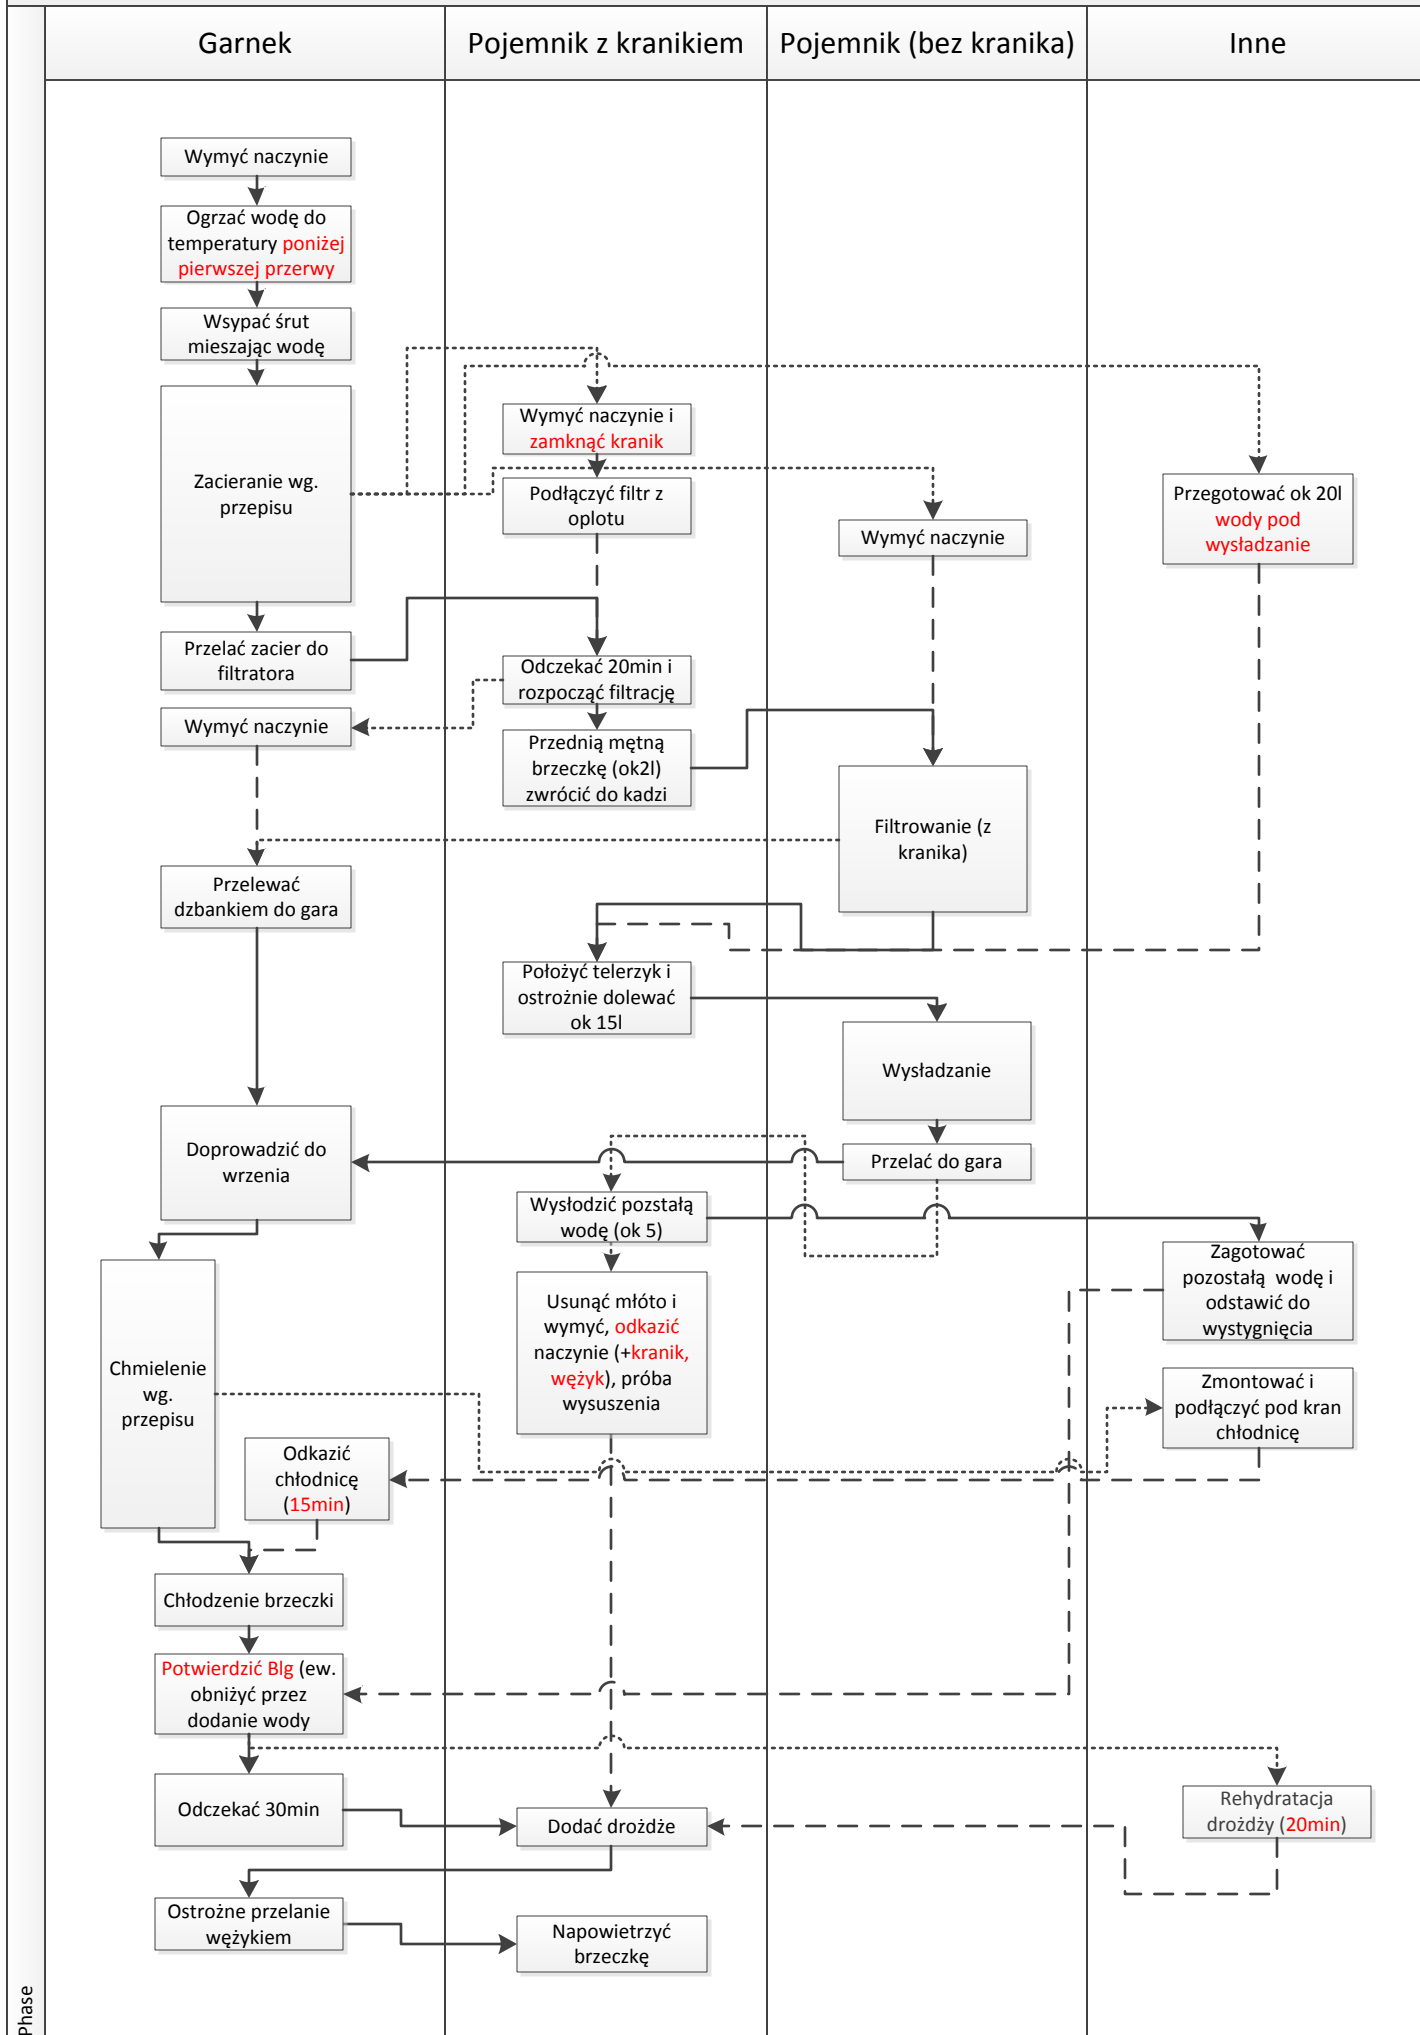 Garnek
Pojemnik z kranikiem
Pojemnik (bez kranika)
Inne
Wymyć naczynie
Ogrzać wodę do
temperatury poniżej
pierwszej przerwy
Wsypać śrut
mieszając wodę
Zacieranie wg.
przepisu
Wymyć naczynie i
zamknąć kranik
Podłączyć filtr z
oplotu
Wymyć naczynie
Przegotować ok 20l
wody pod
wysładzanie
Przelać zacier do
filtratora
Odczekać 20min i
rozpocząć filtrację
Wymyć naczynie
Przednią mętną
brzeczkę (ok2l)
zwrócić do kadzi
Filtrowanie (z
kranika)
Przelewać
dzbankiem do gara
Położyć telerzyk i
ostrożnie dolewać
ok 15l
Wysładzanie
Doprowadzić do
wrzenia
Przelać do gara
Wysłodzić pozstałą
wodę (ok 5)
Zagotować
pozostałą wodę i
odstawić do
wystygnięcia
Usunąć młóto i
wymyć, odkazić
naczynie (+kranik,
wężyk), próba
wysuszenia
Chmielenie
wg.
przepisu
Zmontować i
podłączyć pod kran
chłodnicę
Odkazić
chłodnicę
(15min)
Chłodzenie brzeczki
Potwierdzić Blg (ew.
obniżyć przez
dodanie wody
Odczekać 30min
Dodać drożdże
Rehydratacja
drożdży (20min)
Ostrożne przelanie
wężykiem
Napowietrzyć
brzeczkę
Phase